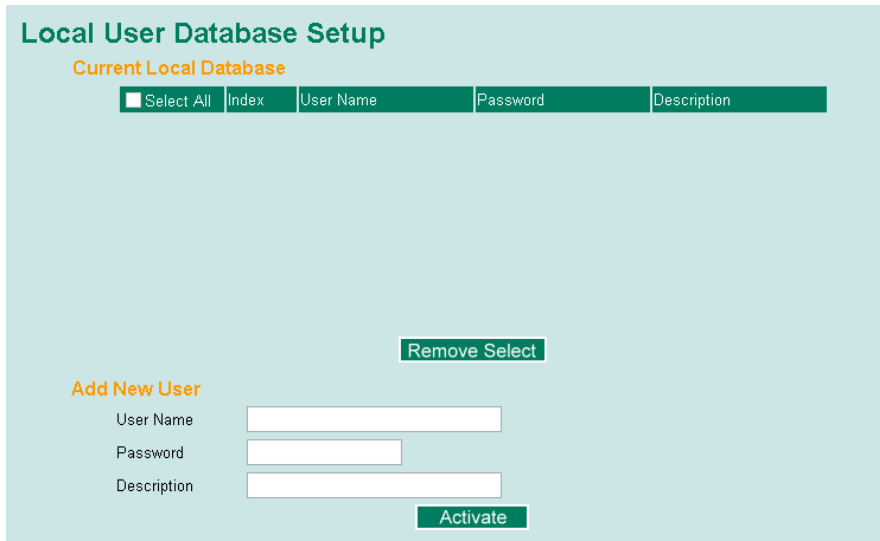 Local User Database Setup
Current Local Database
Select All Index User Name Password Description
Remove Select
Add New User
User Name
Password
Description
Activate